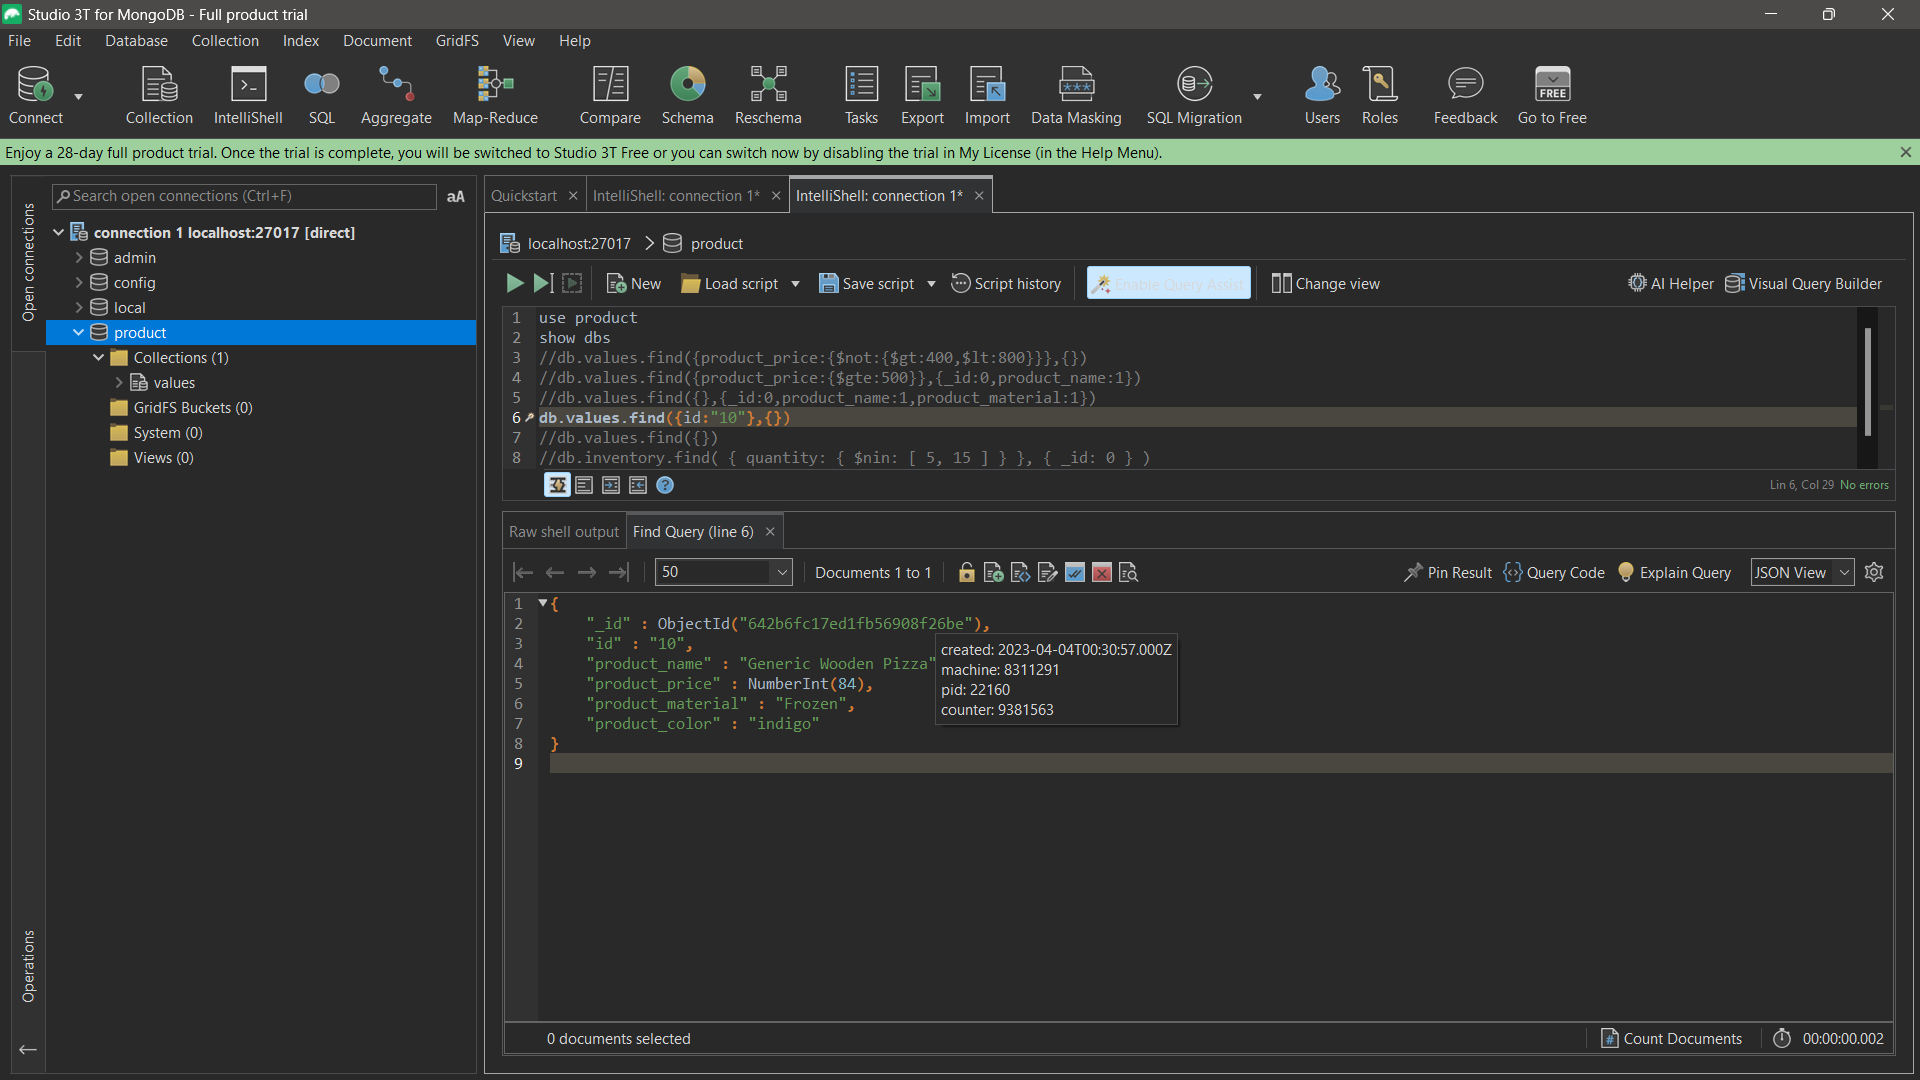 Studio 3T for MongoDB - Full product trial
File Edit Database Collection Index Document GridFS View Help
Connect Collection IntelliShell SQL Aggregate Map-Reduce Compare Schema Reschema Tasks Export Import Data Masking SQL Migration Users Roles Feedback Go to Free
FREE
Enjoy a 28-day full product trial. Once the trial is complete, you will be switched to Studio 3T Free or you can switch now by disabling the trial in My License (in the Help Menu).
Open connections
Search open connections (Ctrl+F) aA
connection 1 localhost:27017 [direct]
admin
config
local
product
Collections (1)
values
GridFS Buckets (0)
System (0)
Views (0)
Operations
Quickstart IntelliShell: connection 1* IntelliShell: connection 1*
localhost:27017 product
New Load script Save script Script history Enable Query Assist Change view AI Helper Visual Query Builder
1 use product
2 show dbs
3 //db.values.find({product_price:{$not:{$gt:400,$lt:800}}},{})
4 //db.values.find({product_price:{$gte:500}},{_id:0,product_name:1})
5 //db.values.find({},{_id:0,product_name:1,product_material:1})
6 db.values.find({id:"10"},{})
7 //db.values.find({})
8 //db.inventory.find( { quantity: { $nin: [ 5, 15 ] } }, { _id: 0 } )
Lin 6, Col 29 No errors
Raw shell output Find Query (line 6)
50 Documents 1 to 1 Pin Result Query Code Explain Query JSON View
1 {
2 "_id" : ObjectId("642b6fc17ed1fb56908f26be"),
3 "id" : "10",
4 "product_name" : "Generic Wooden Pizza"
5 "product_price" : NumberInt(84),
6 "product_material" : "Frozen",
7 "product_color" : "indigo"
8 }
9
created: 2023-04-04T00:30:57.000Z
machine: 8311291
pid: 22160
counter: 9381563
0 documents selected Count Documents 00:00:00.002